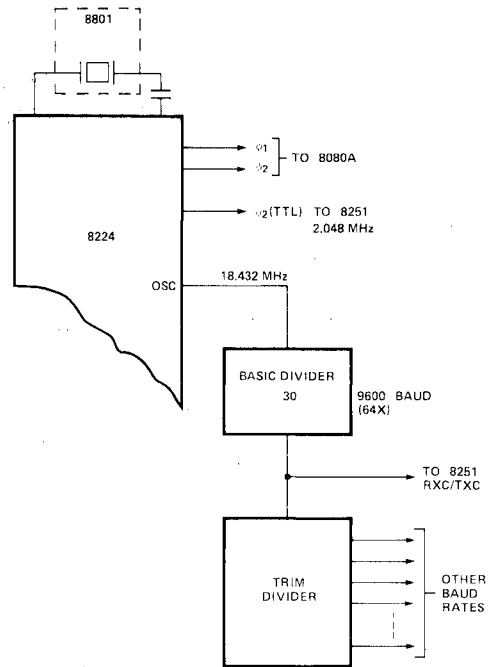 8801
φ1
φ2
TO 8080A
φ2 (TTL) TO 8251
2.048 MHz
8224
OSC
18.432 MHz
BASIC DIVIDER
30
9600 BAUD
(64X)
TO 8251
RXC/TXC
TRIM
DIVIDER
OTHER
BAUD
RATES